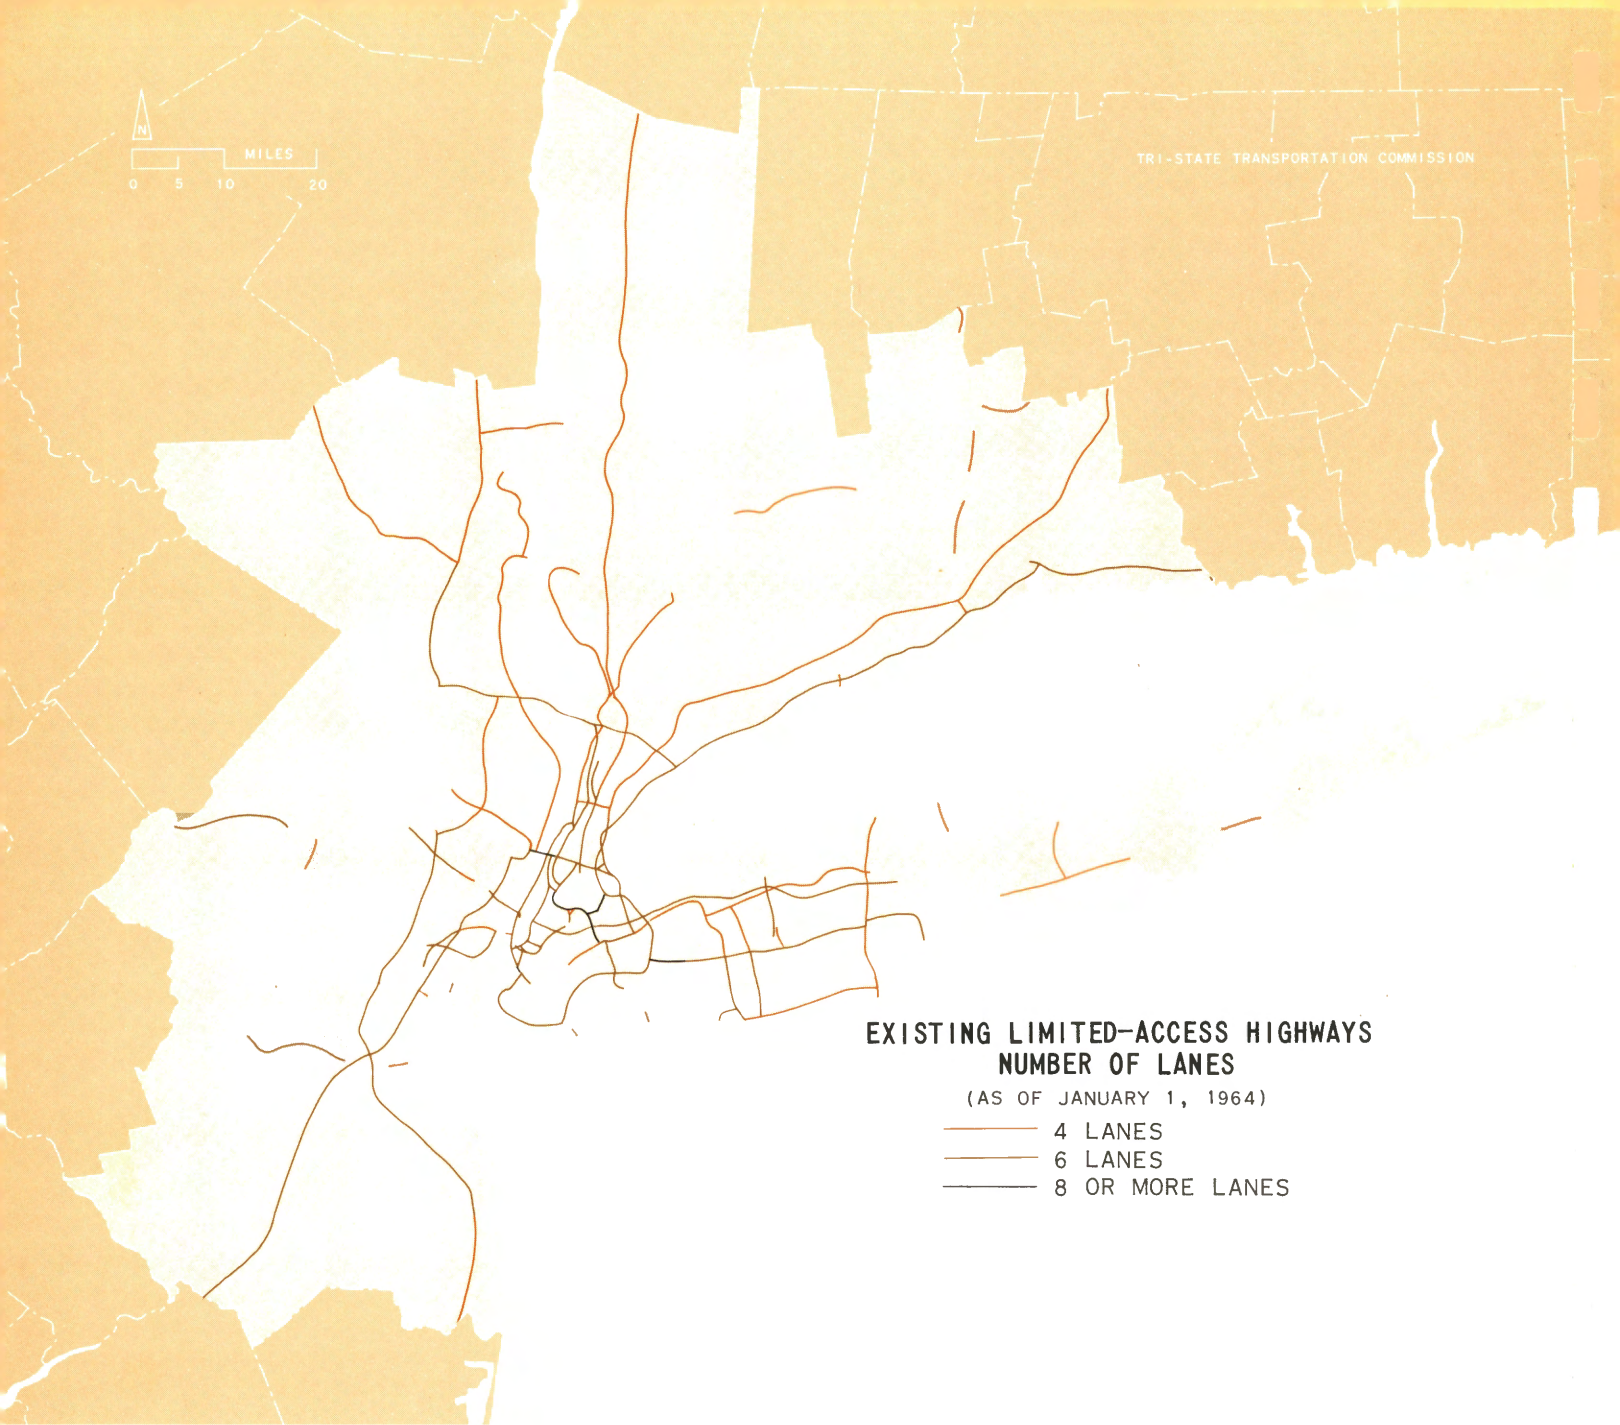 N
MILES
0 5 10 20
TRI-STATE TRANSPORTATION COMMISSION
EXISTING LIMITED-ACCESS HIGHWAYS
NUMBER OF LANES
(AS OF JANUARY 1, 1964)
4 LANES
6 LANES
8 OR MORE LANES